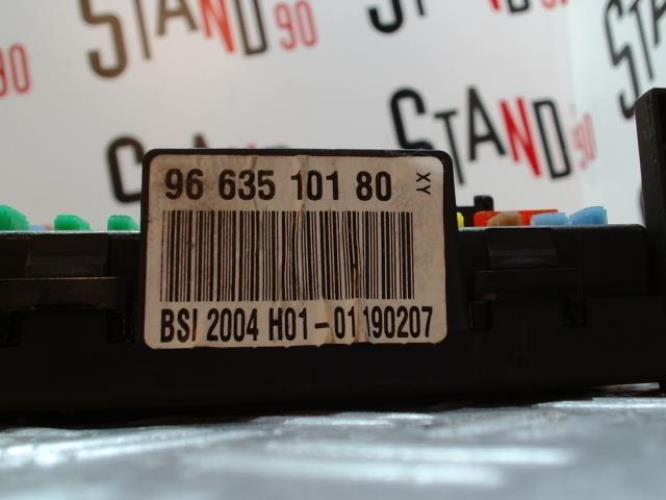 STAND 90
STAND 90
96 635 101 80 XY
BSI 2004 H01-01 190207